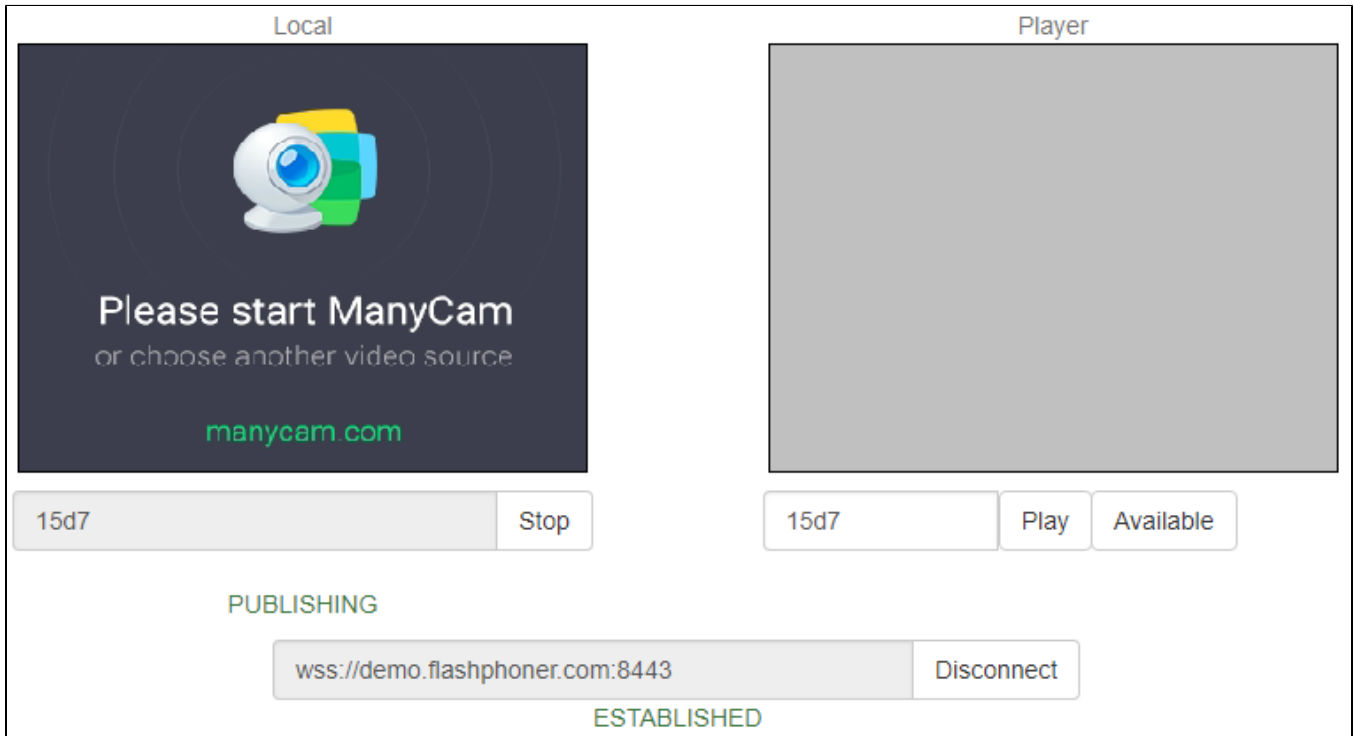 Local
Player
Please start ManyCam
or choose another video source
manycam.com
15d7
Stop
15d7
Play
Available
PUBLISHING
wss://demo.flashphoner.com:8443
Disconnect
ESTABLISHED